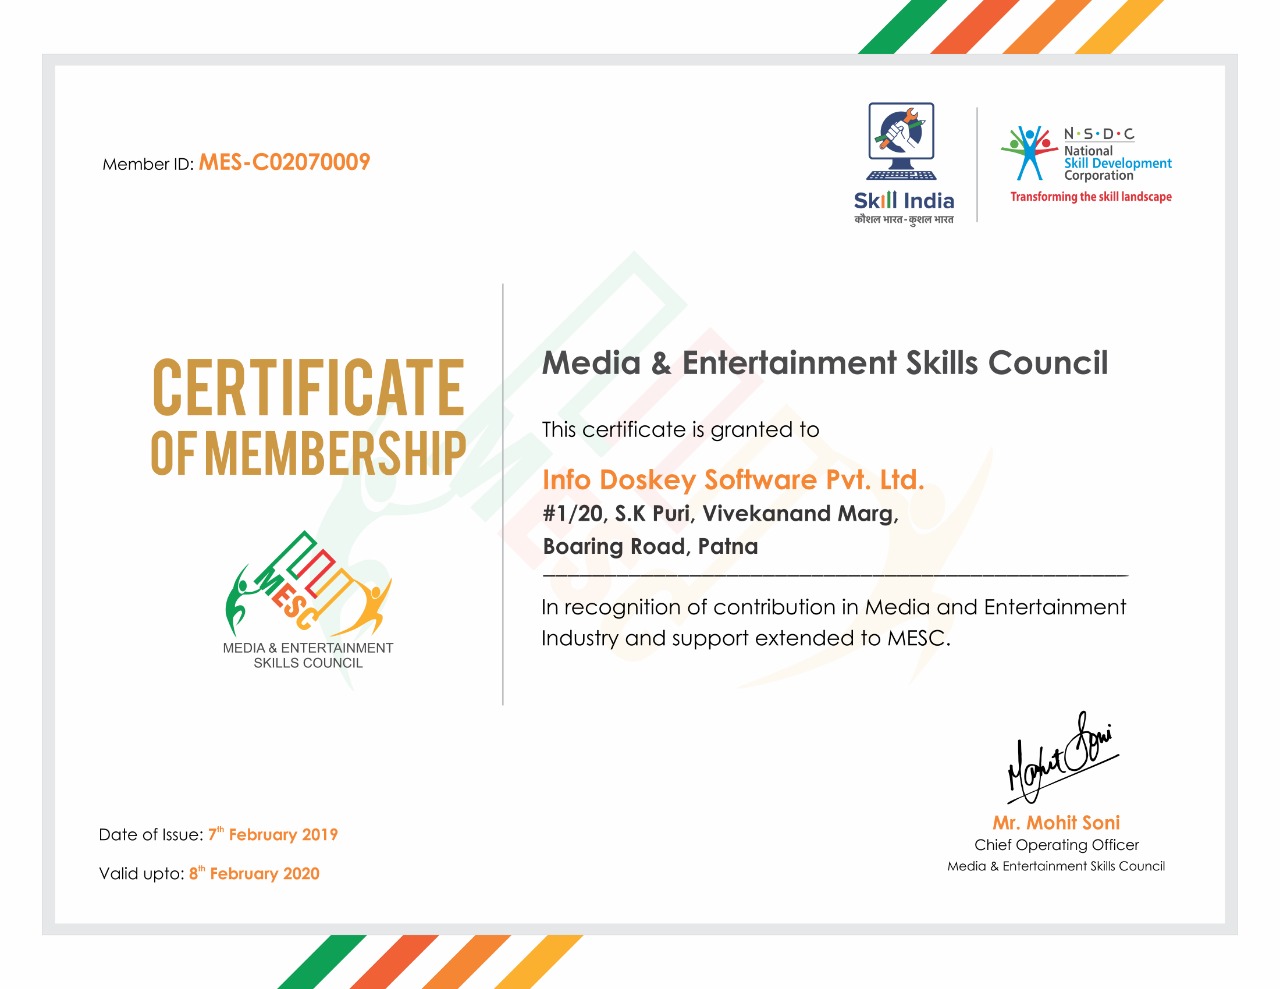 Member ID: MES-C02070009
Skill India
कौशल भारत-कुशल भारत
N·S·D·C
National
Skill Development
Corporation
Transforming the skill landscape
CERTIFICATE
OF MEMBERSHIP
MESC
MEDIA & ENTERTAINMENT
SKILLS COUNCIL
Media & Entertainment Skills Council
This certificate is granted to
Info Doskey Software Pvt. Ltd.
#1/20, S.K Puri, Vivekanand Marg,
Boaring Road, Patna
In recognition of contribution in Media and Entertainment
Industry and support extended to MESC.
Mohit Soni
Mr. Mohit Soni
Chief Operating Officer
Media & Entertainment Skills Council
Date of Issue: 7th February 2019
Valid upto: 8th February 2020